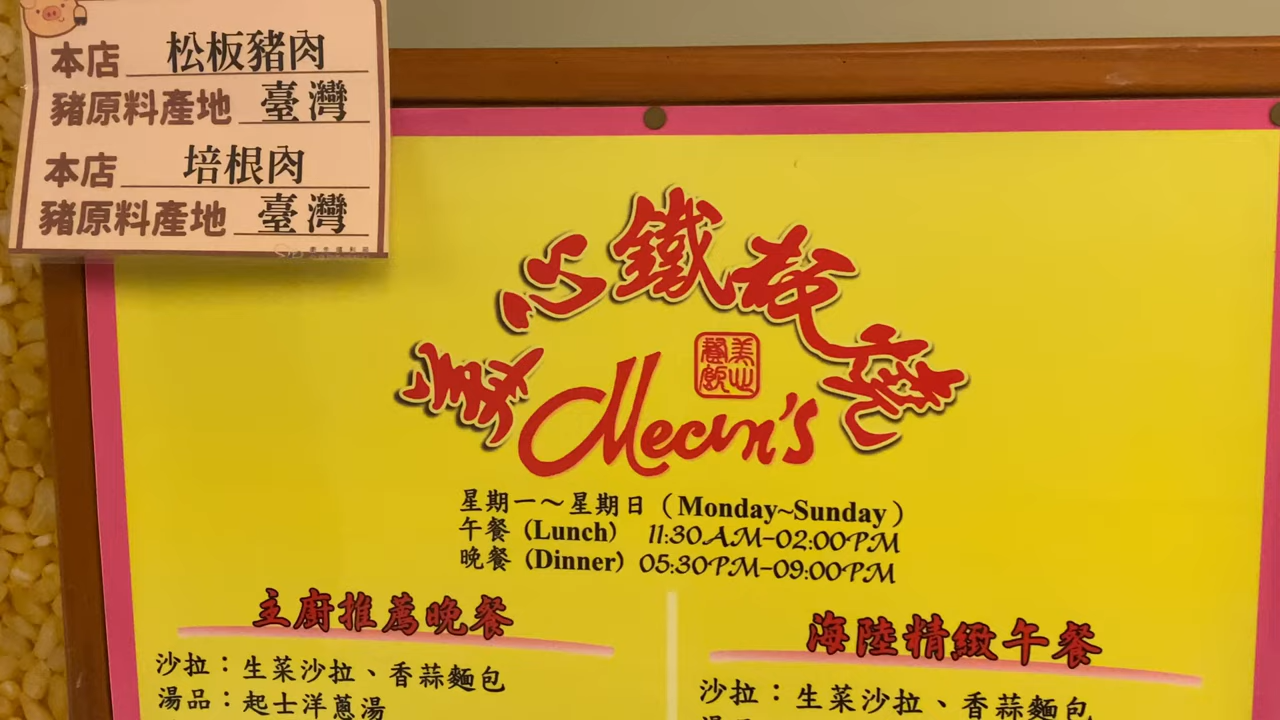 本店 松板豬肉
豬原料產地 臺灣
本店 培根肉
豬原料產地 臺灣
美心鐵板燒
美心餐飲
Mecin's
星期一～星期日（Monday~Sunday）
午餐 (Lunch) 11:30AM-02:00PM
晚餐 (Dinner) 05:30PM-09:00PM
主廚推薦晚餐
沙拉：生菜沙拉、香蒜麵包
湯品：起士洋蔥湯
海陸精緻午餐
沙拉：生菜沙拉、香蒜麵包